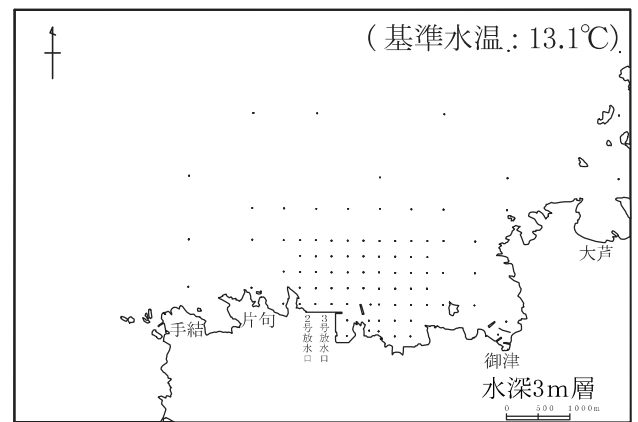 (基準水温:13.1℃)
大芦
手結
片句
2号放水口
3号放水口
御津
水深3m層
0 500 1000m